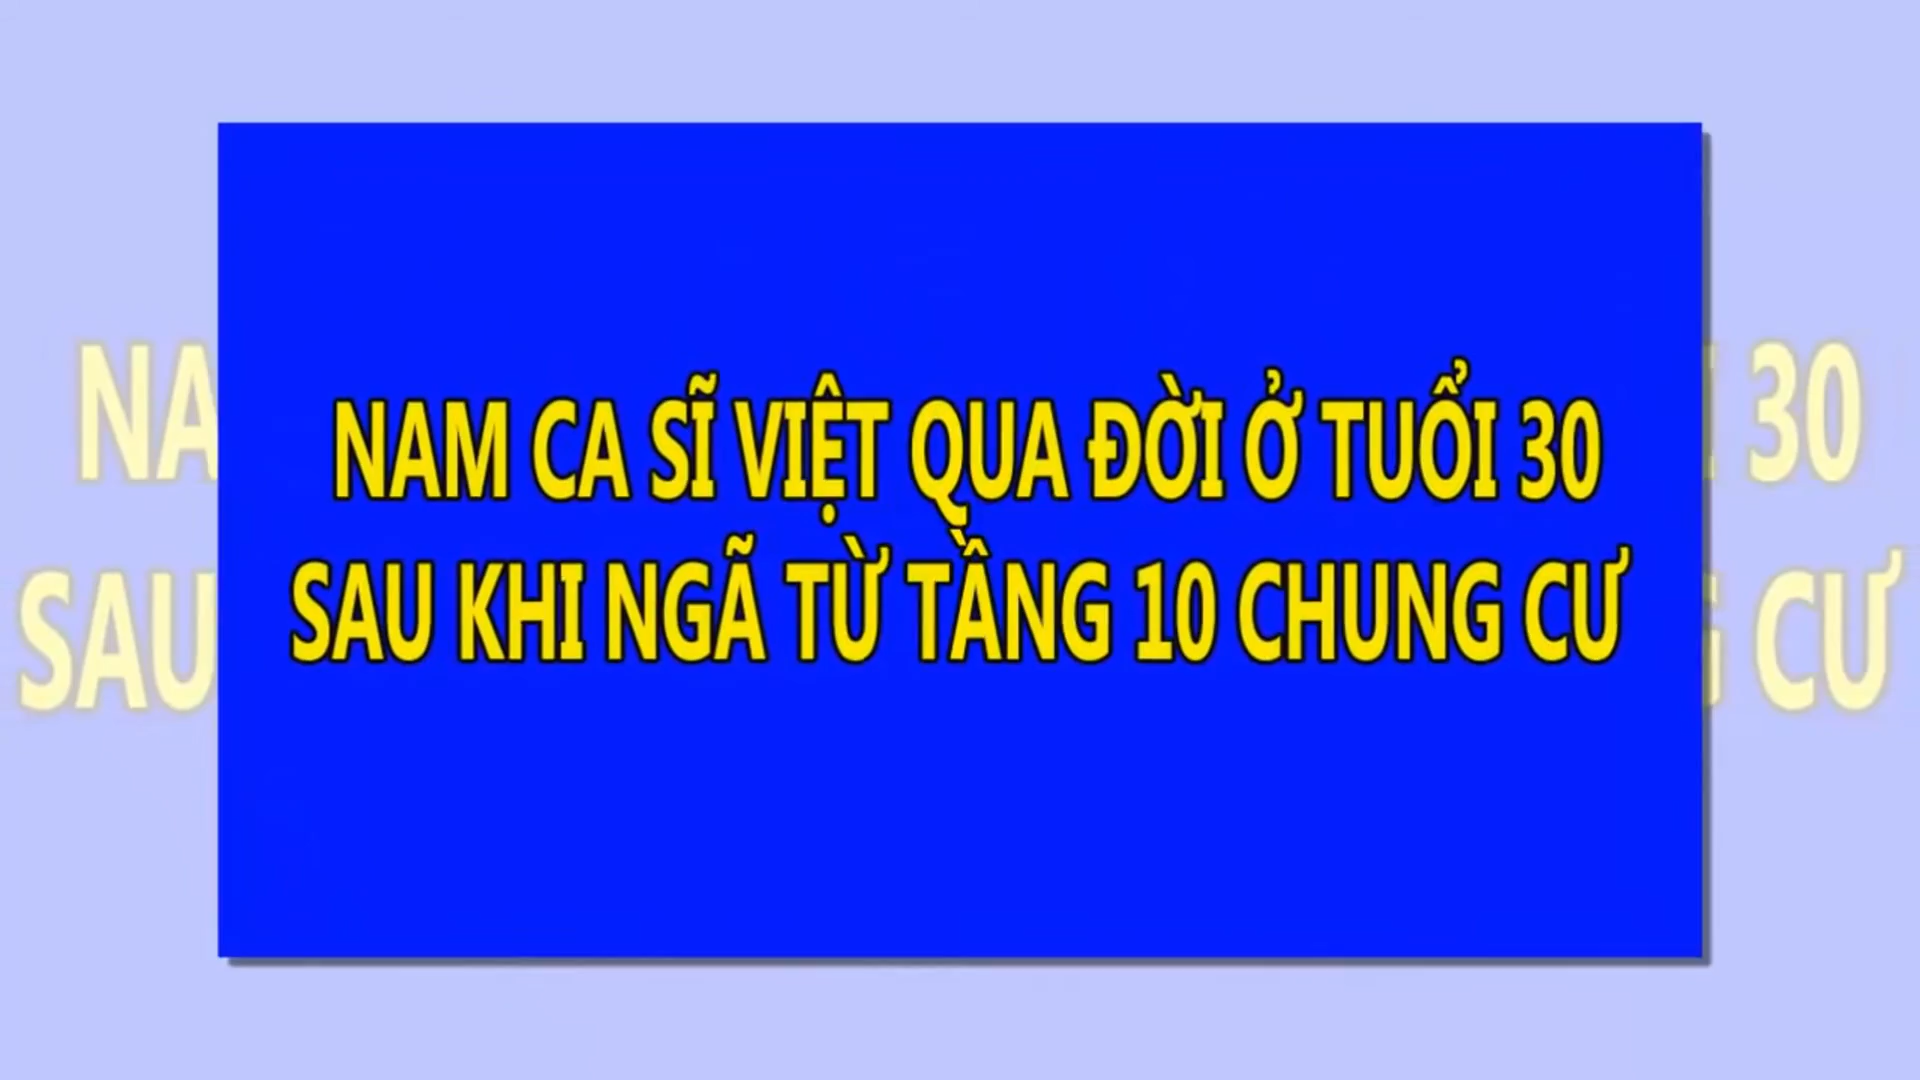 NAM CA SĨ VIỆT QUA ĐỜI Ở TUỔI 30
SAU KHI NGÃ TỪ TẦNG 10 CHUNG CƯ